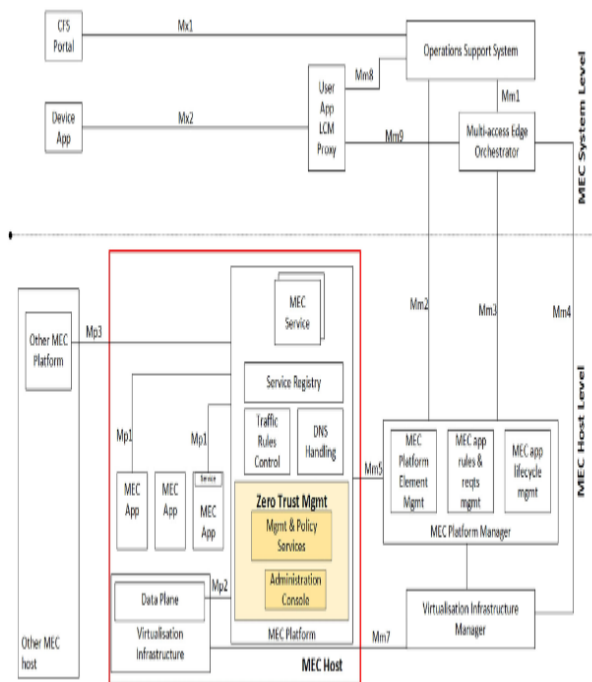 CFS
Portal
Mx1
Operations Support System
Mm8
Mm1
User
App
LCM
Proxy
Device
App
Mx2
Mm9
Multi-access Edge
Orchestrator
MEC System Level
Mm2
Mm3
Mm4
MEC Host Level
Other MEC
Platform
Mp3
MEC
Service
Service Registry
Traffic
Rules
Control
DNS
Handling
Mp1
Mp1
MEC
App
MEC
App
Service
MEC
App
Mm5
MEC
Platform
Element
Mgmt
MEC app
rules &
reqts
mgmt
MEC app
lifecycle
mgmt
MEC Platform Manager
Zero Trust Mgmt
Mgmt & Policy
Services
Administration
Console
MEC Platform
Mp2
Data Plane
Virtualisation
Infrastructure
Mm7
Virtualisation Infrastructure
Manager
Other MEC
host
MEC Host